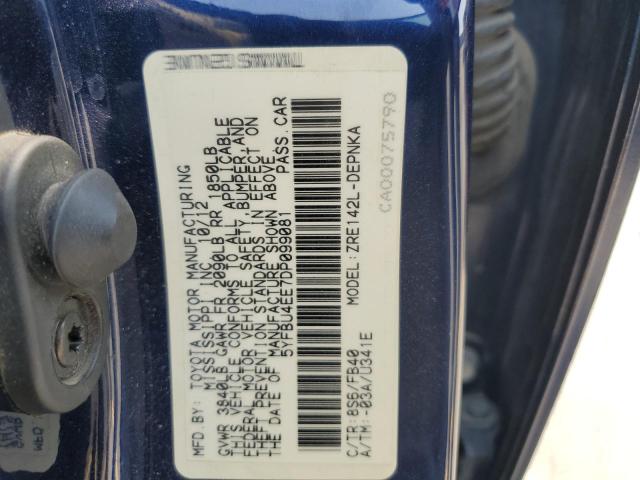 MFD.BY: TOYOTA MOTOR MANUFACTURING
MISSISSIPPI INC. 10/12
GVWR 3840LB GAWR FR 2090LB RR 1850LB
THIS VEHICLE CONFORMS TO ALL APPLICABLE
FEDERAL MOTOR VEHICLE SAFETY, BUMPER, AND
THEFT PREVENTION STANDARDS IN EFFECT ON
THE DATE OF MANUFACTURE SHOWN ABOVE.
5YFBU4EE7DP099081 PASS.CAR
C/TR: 8S6/FB40 MODEL: ZRE142L-DEPNKA
A/TM: -03A/U341E
CA00075790